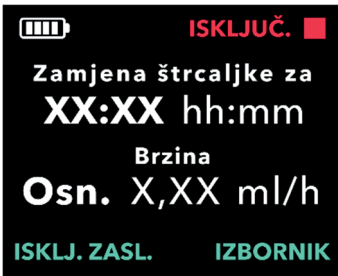 ISKLJUČ.
Zamjena štrcaljke za
XX:XX hh:mm
Brzina
Osn. X,XX ml/h
ISKLJ. ZASL. IZBORNIK